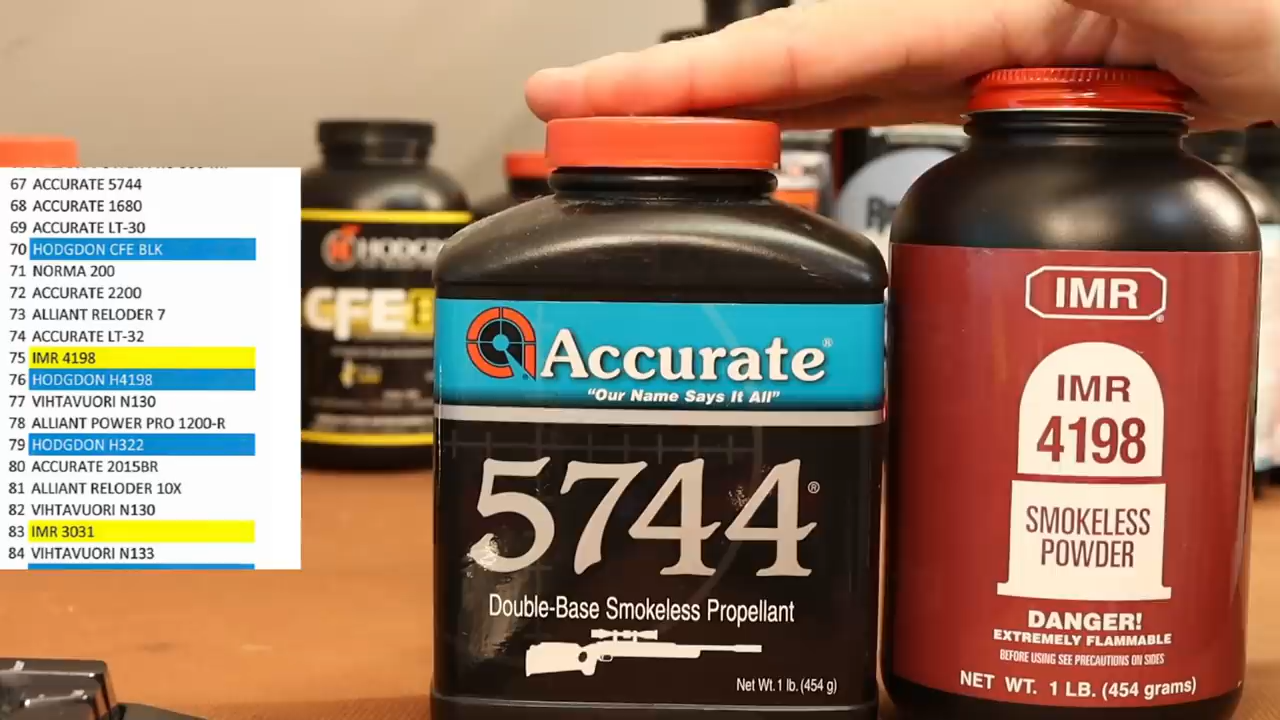 67 ACCURATE 5744
68 ACCURATE 1680
69 ACCURATE LT-30
70 HODGDON CFE BLK
71 NORMA 200
72 ACCURATE 2200
73 ALLIANT RELODER 7
74 ACCURATE LT-32
75 IMR 4198
76 HODGDON H4198
77 VIHTAVUORI N130
78 ALLIANT POWER PRO 1200-R
79 HODGDON H322
80 ACCURATE 2015BR
81 ALLIANT RELODER 10X
82 VIHTAVUORI N130
83 IMR 3031
84 VIHTAVUORI N133
CFE
Accurate®
"Our Name Says It All"
5744®
Double-Base Smokeless Propellant
Net Wt. 1 lb. (454 g)
IMR®
IMR
4198
SMOKELESS
POWDER
DANGER!
EXTREMELY FLAMMABLE
BEFORE USING SEE PRECAUTIONS ON SIDES
NET WT. 1 LB. (454 grams)